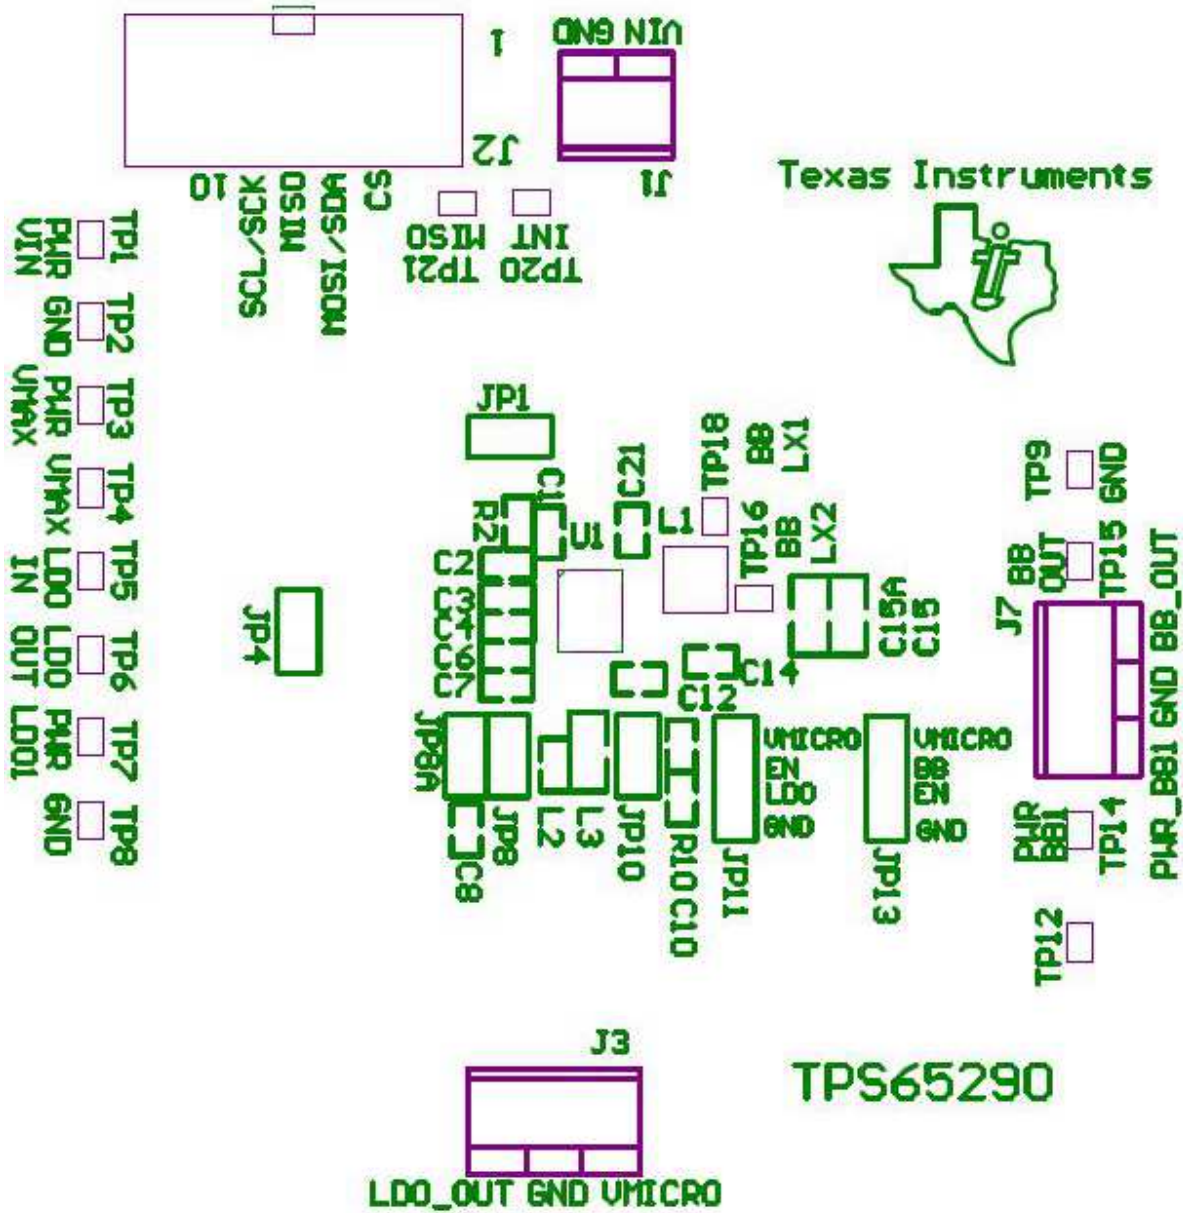 VIN GND
1
J2
J1
10
SCL/SCK
MISO
MOSI/SDA
CS
MISO
TP21
INT
TP20
Texas Instruments
TP1
PWR
VIN
TP2
GND
TP3
PWR
VMAX
TP4
VMAX
TP5
LDO
IN
TP6
LDO
OUT
TP7
PWR
LDO1
TP8
GND
JP1
C1
R2
U1
C21
L1
TP18
BB
LX1
TP16
BB
LX2
C2
C3
C4
C6
C7
JP4
C15A
C15
C14
C12
TP9
GND
BB
OUT
TP15
J7
BB_OUT
GND
PWR_BB1
JP8A
JP8
C8
L2
L3
JP10
R10
C10
VMICRO
EN
LDO
GND
JP11
VMICRO
BB
EN
GND
JP13
PWR
BB1
TP14
TP12
J3
TPS65290
LDO_OUT GND VMICRO